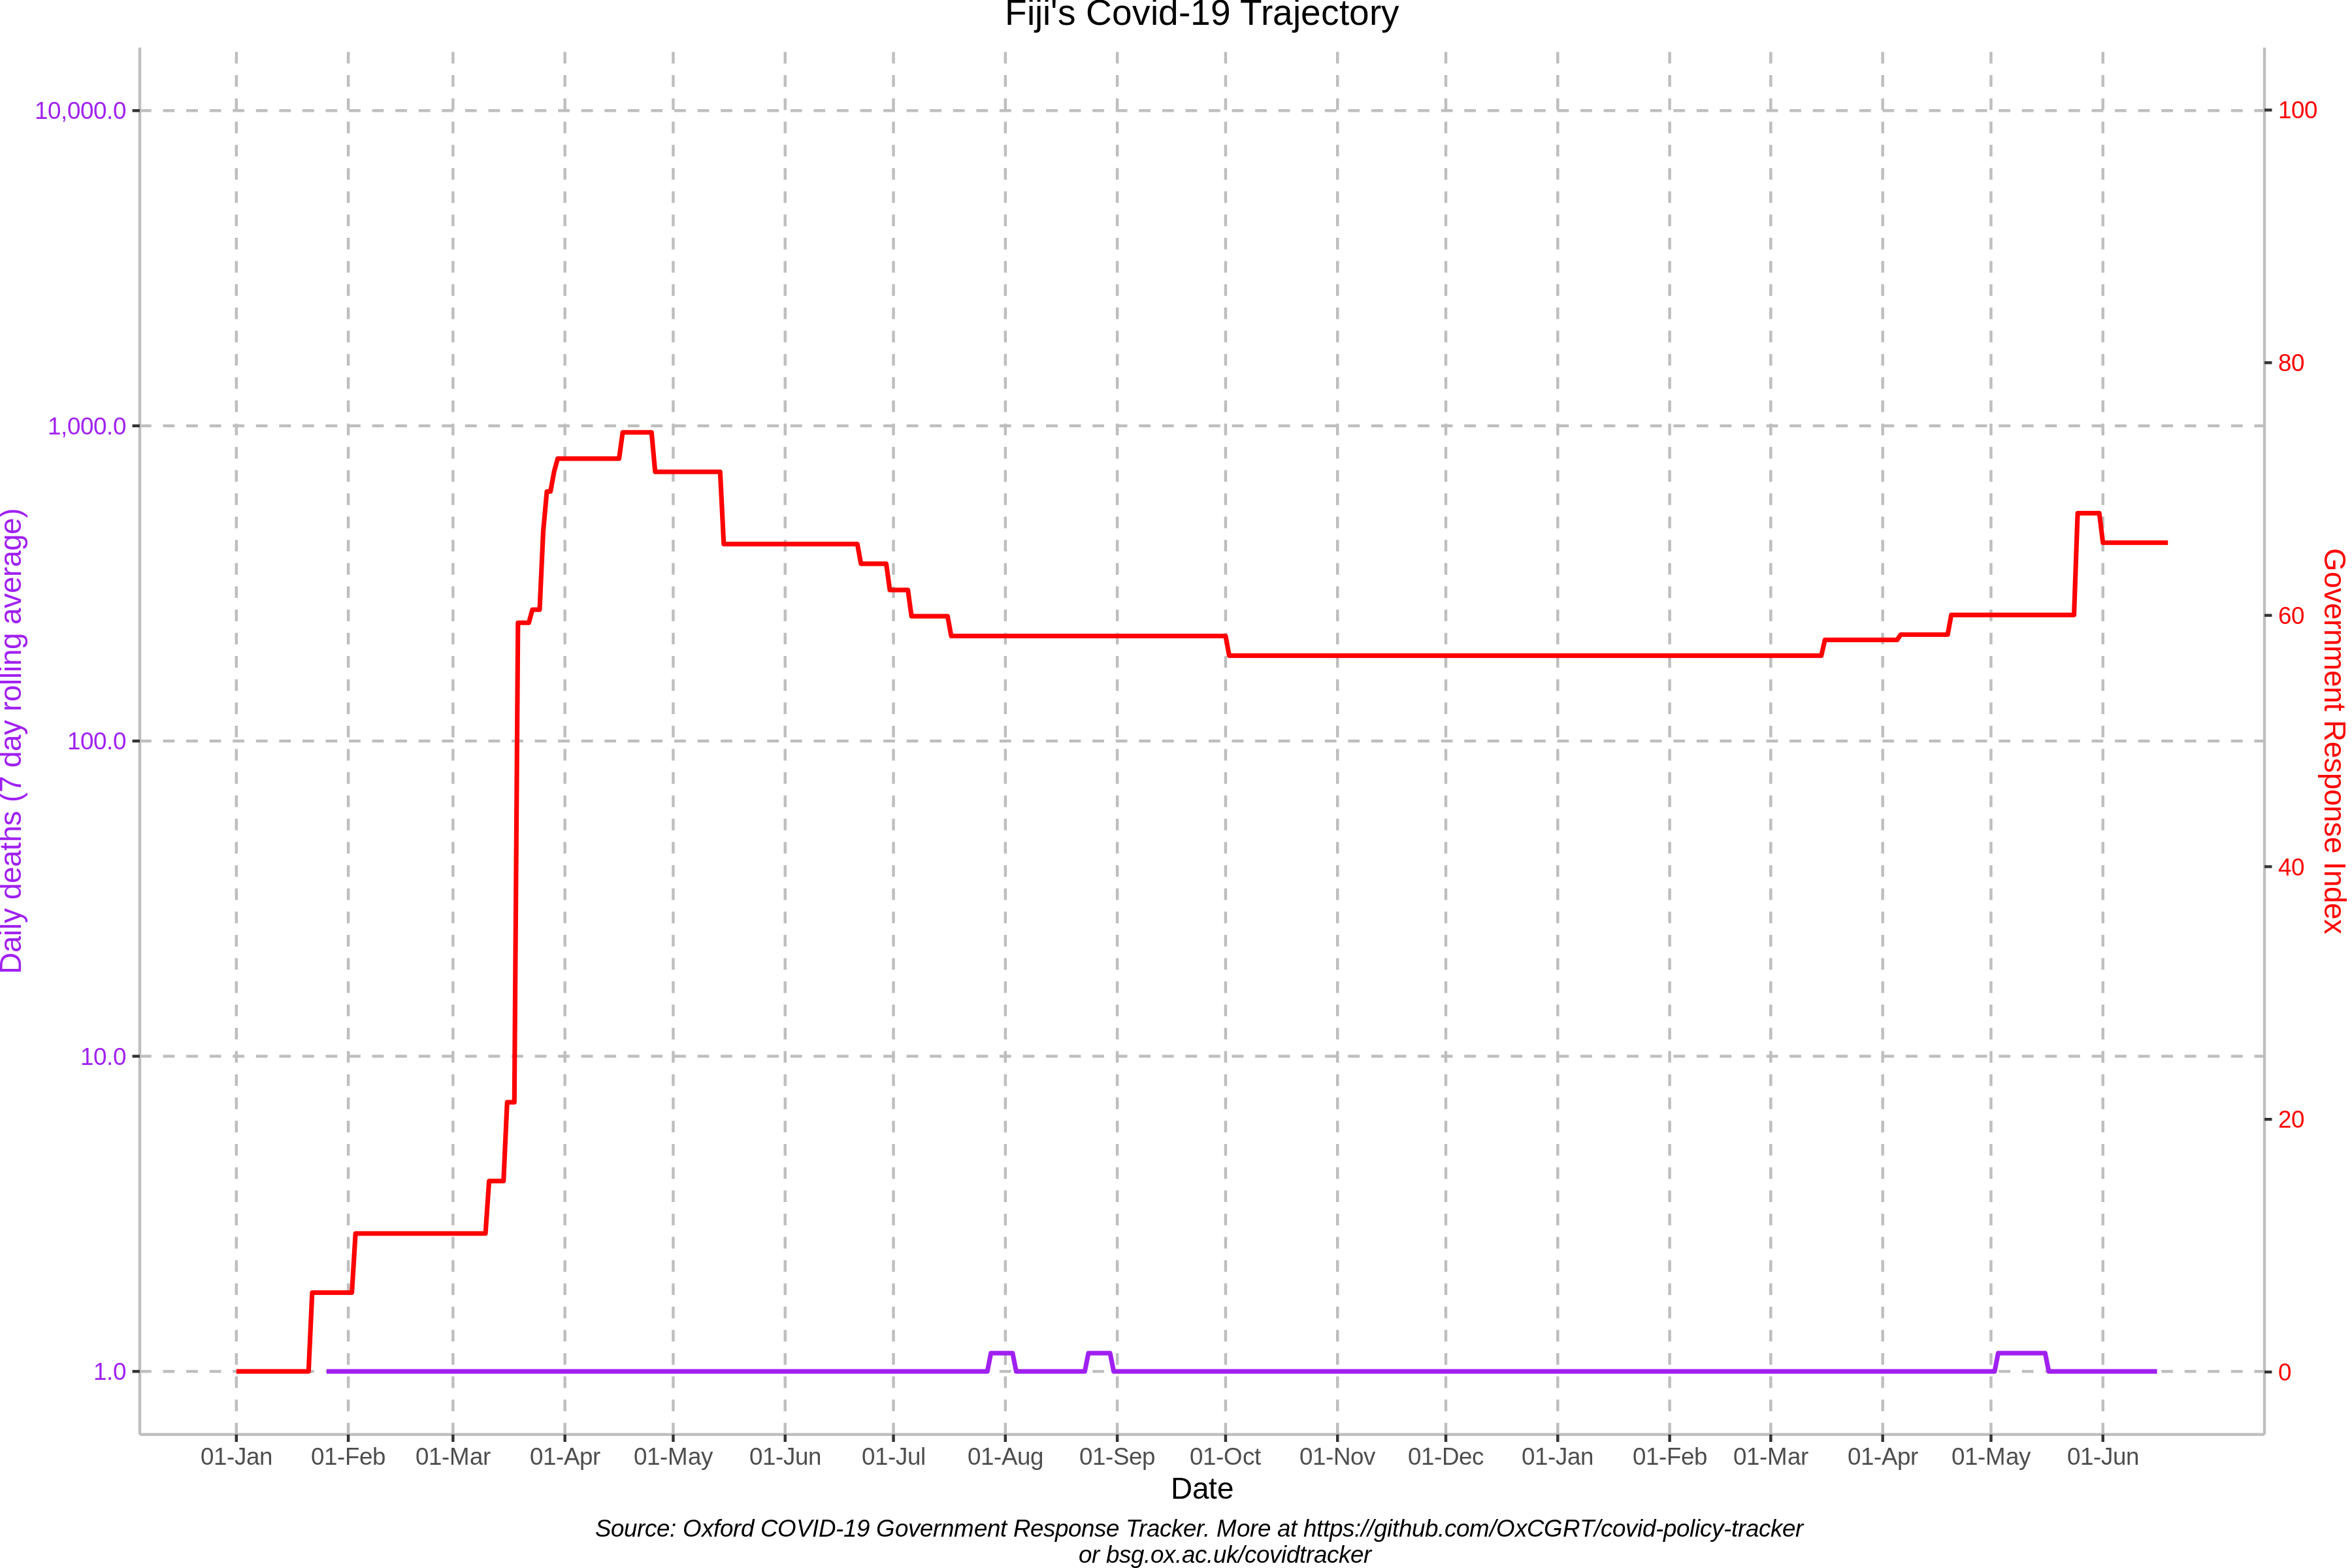 Fiji's Covid-19 Trajectory
10,000.0
1,000.0
100.0
10.0
1.0
Daily deaths (7 day rolling average)
100
80
60
40
20
0
Government Response Index
01-Jan 01-Feb 01-Mar 01-Apr 01-May 01-Jun 01-Jul 01-Aug 01-Sep 01-Oct 01-Nov 01-Dec 01-Jan 01-Feb 01-Mar 01-Apr 01-May 01-Jun
Date
Source: Oxford COVID-19 Government Response Tracker. More at https://github.com/OxCGRT/covid-policy-tracker
or bsg.ox.ac.uk/covidtracker